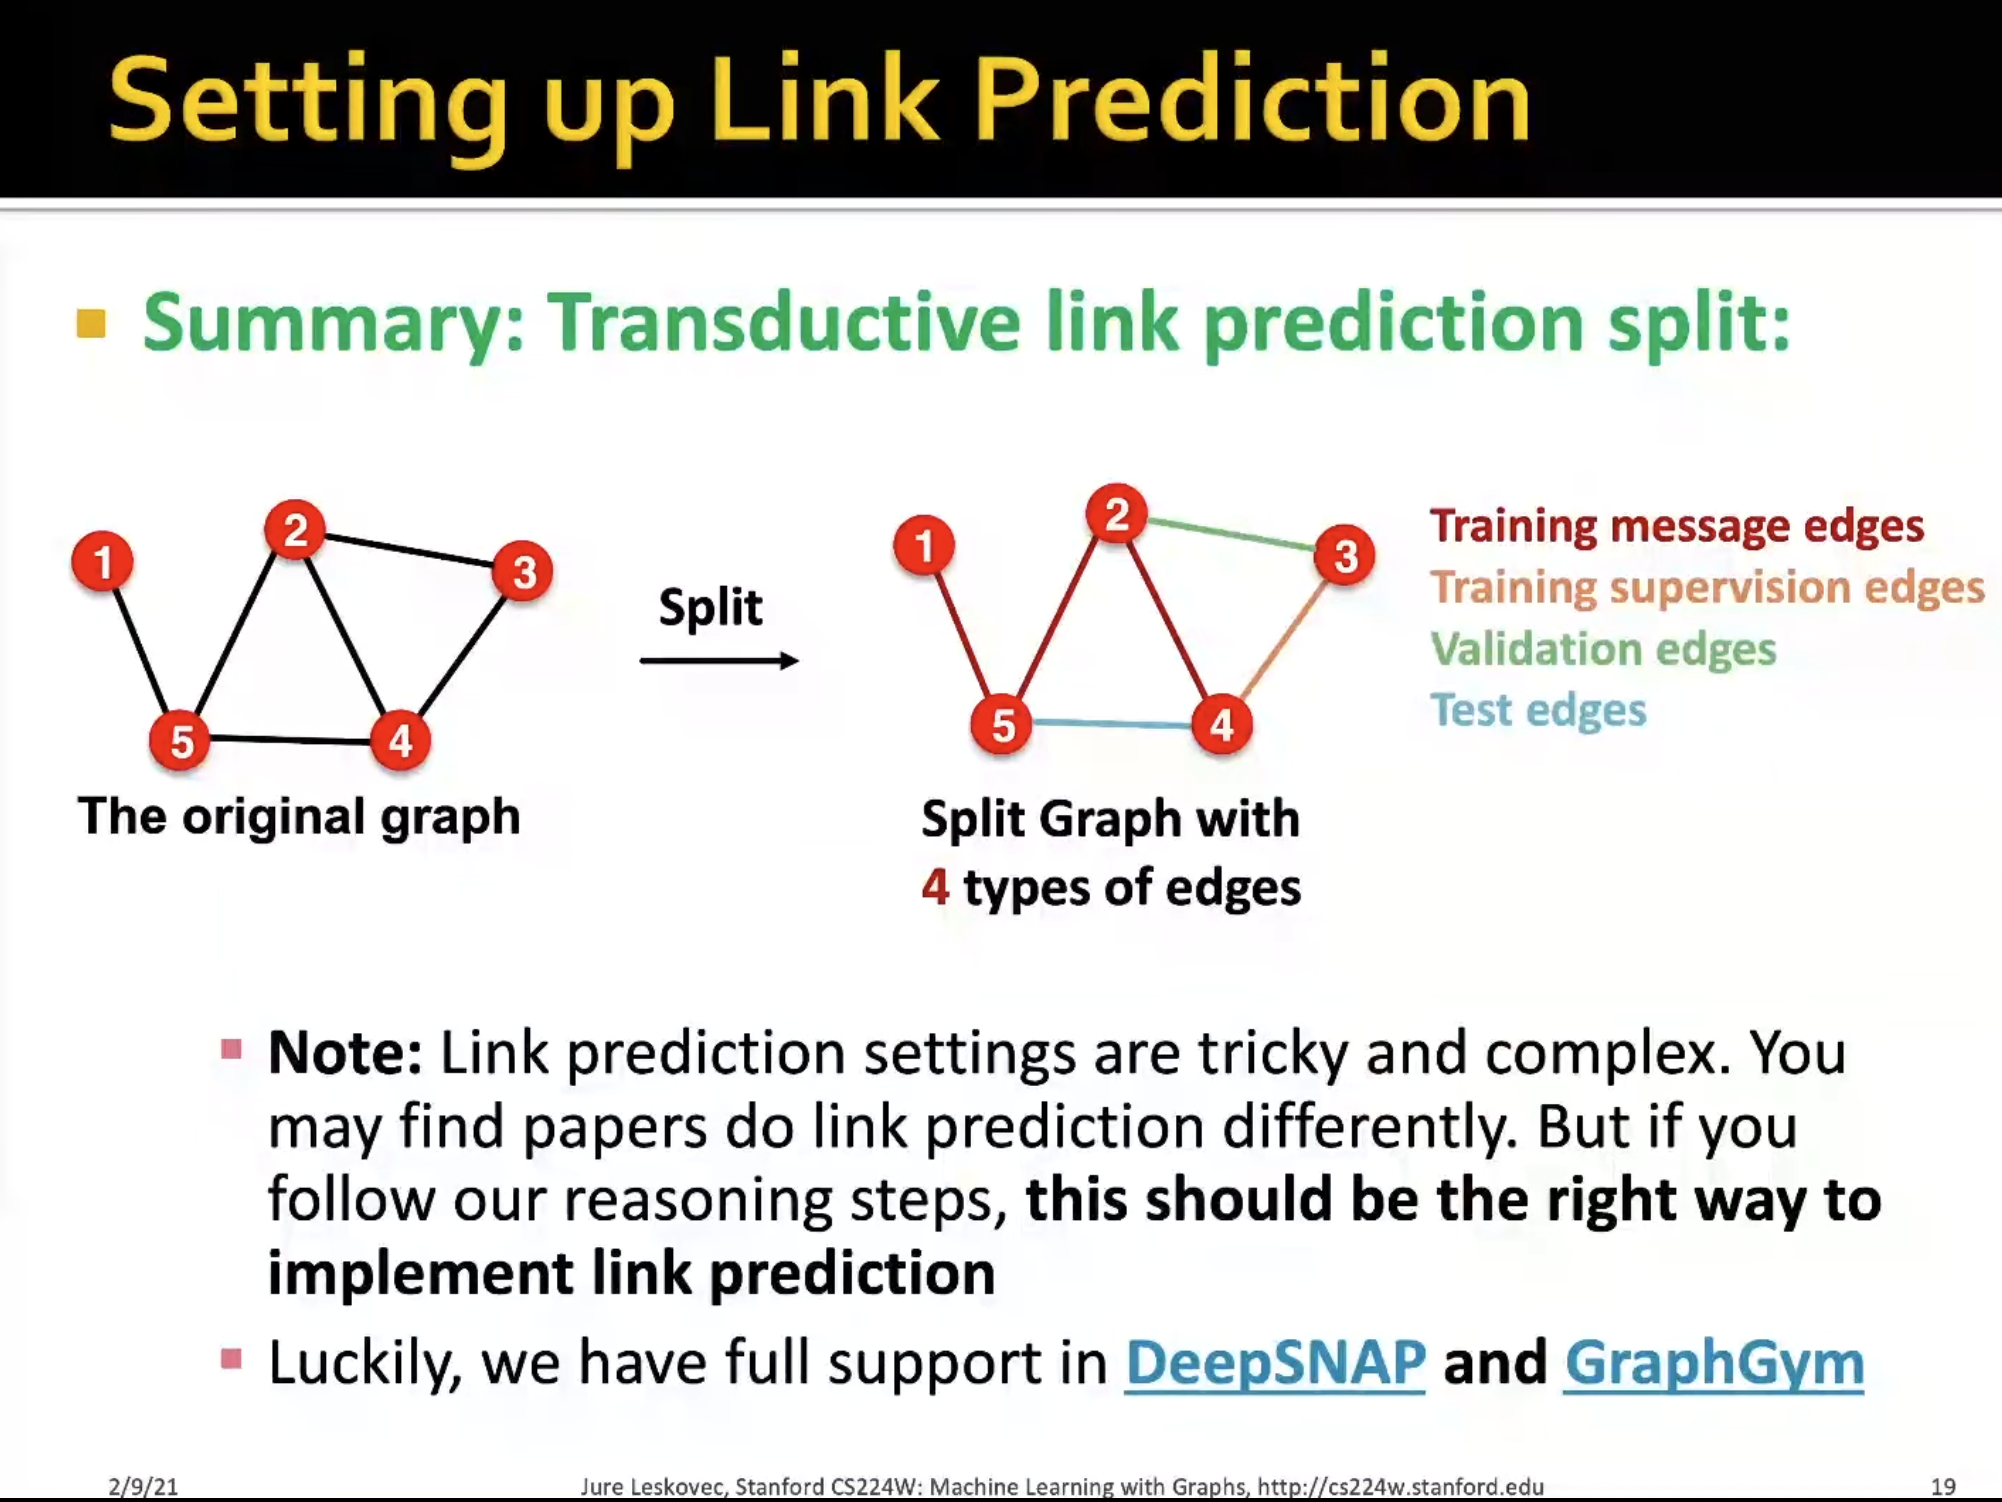 Setting up Link Prediction
Summary: Transductive link prediction split:
1
2
3
5
4
The original graph
Split
1
2
3
5
4
Split Graph with
4 types of edges
Training message edges
Training supervision edges
Validation edges
Test edges
Note: Link prediction settings are tricky and complex. You
may find papers do link prediction differently. But if you
follow our reasoning steps, this should be the right way to
implement link prediction
Luckily, we have full support in DeepSNAP and GraphGym
2/9/21
Jure Leskovec, Stanford CS224W: Machine Learning with Graphs, http://cs224w.stanford.edu
19